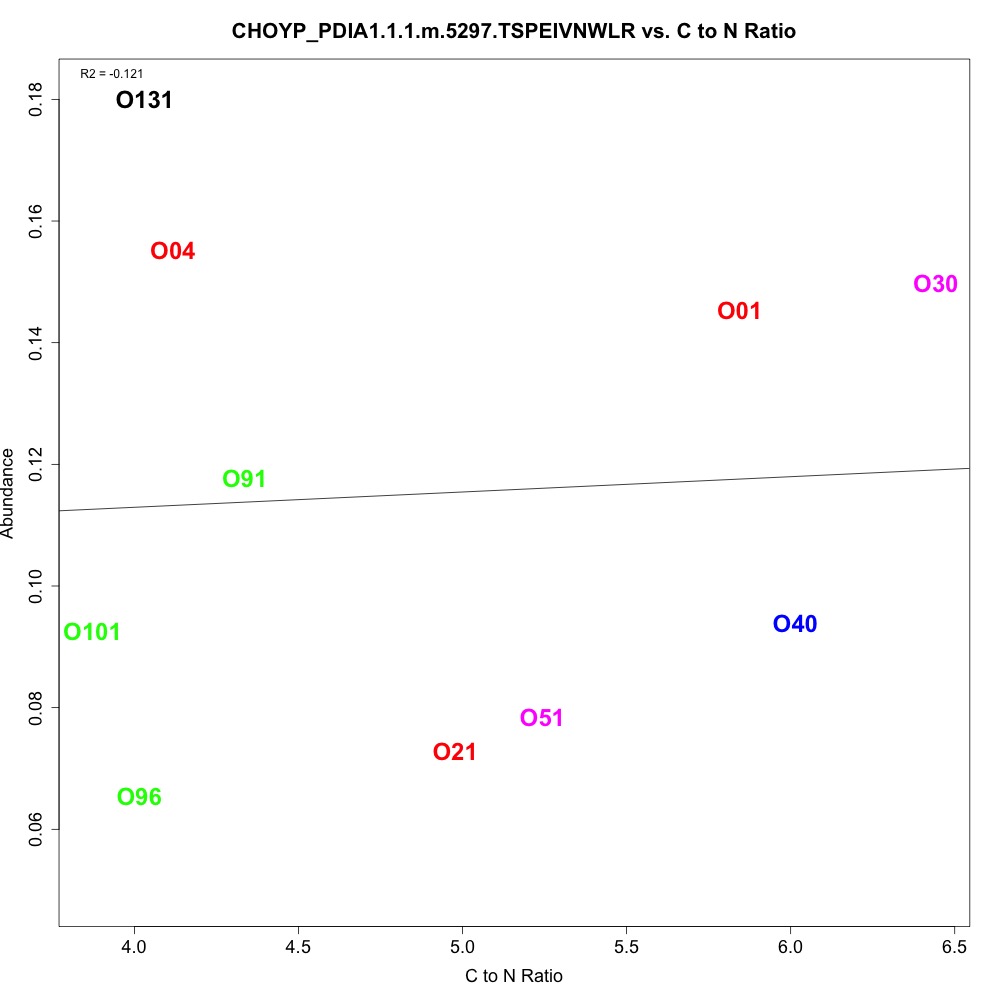 CHOYP_PDIA1.1.1.m.5297.TSPEIVNWLR vs. C to N Ratio
R2 = -0.121
O131
O04
O30
O01
O91
O101
O40
O51
O21
O96
Abundance
0.18
0.16
0.14
0.12
0.10
0.08
0.06
4.0 4.5 5.0 5.5 6.0 6.5
C to N Ratio